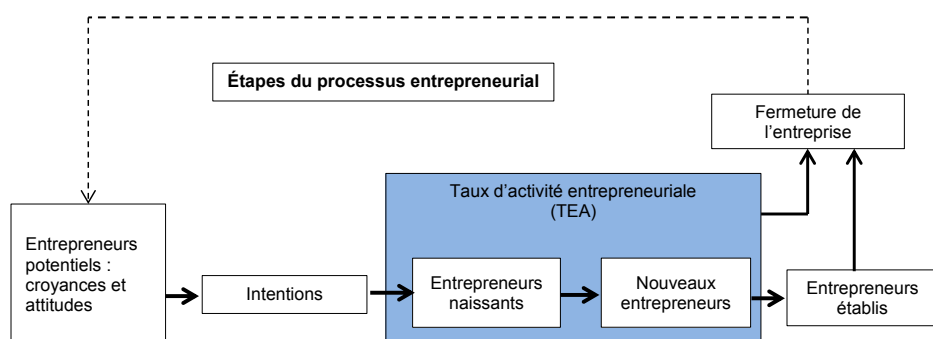 Étapes du processus entrepreneurial
Fermeture de
l'entreprise
Taux d'activité entrepreneuriale
(TEA)
Entrepreneurs
potentiels :
croyances et
attitudes
Intentions
Entrepreneurs
naissants
Nouveaux
entrepreneurs
Entrepreneurs
établis